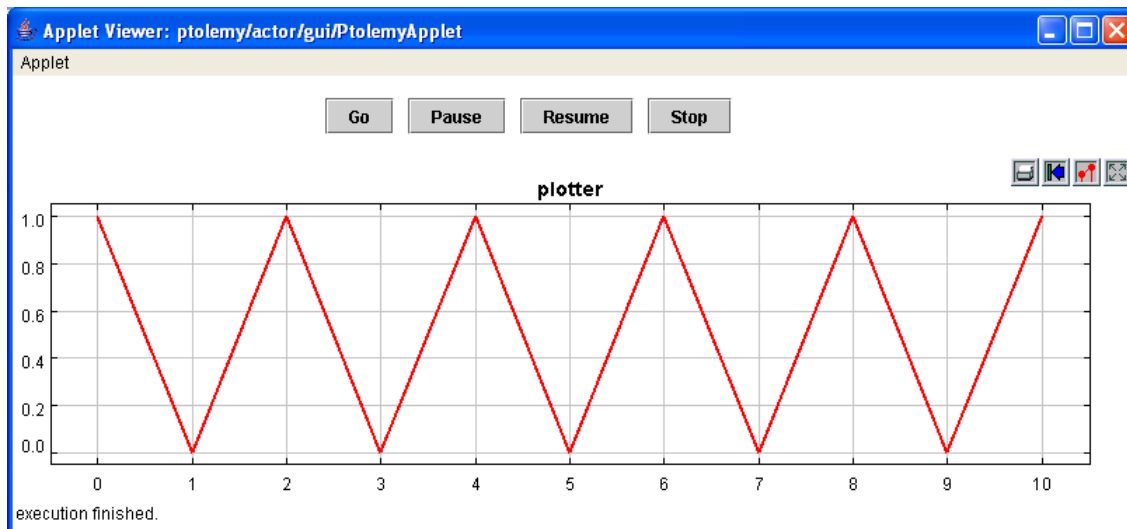 Applet Viewer: ptolemy/actor/gui/PtolemyApplet
Applet
Go Pause Resume Stop
plotter
1.0
0.8
0.6
0.4
0.2
0.0
0 1 2 3 4 5 6 7 8 9 10
execution finished.